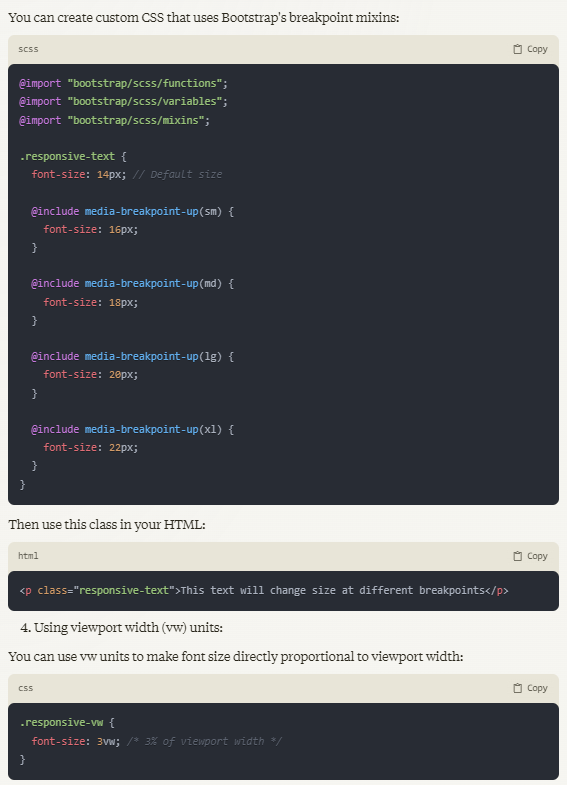 You can create custom CSS that uses Bootstrap's breakpoint mixins:
scss
Copy
@import "bootstrap/scss/functions";
@import "bootstrap/scss/variables";
@import "bootstrap/scss/mixins";

.responsive-text {
  font-size: 14px; // Default size

  @include media-breakpoint-up(sm) {
    font-size: 16px;
  }

  @include media-breakpoint-up(md) {
    font-size: 18px;
  }

  @include media-breakpoint-up(lg) {
    font-size: 20px;
  }

  @include media-breakpoint-up(xl) {
    font-size: 22px;
  }
}
Then use this class in your HTML:
html
Copy
<p class="responsive-text">This text will change size at different breakpoints</p>
4. Using viewport width (vw) units:
You can use vw units to make font size directly proportional to viewport width:
css
Copy
.responsive-vw {
  font-size: 3vw; /* 3% of viewport width */
}